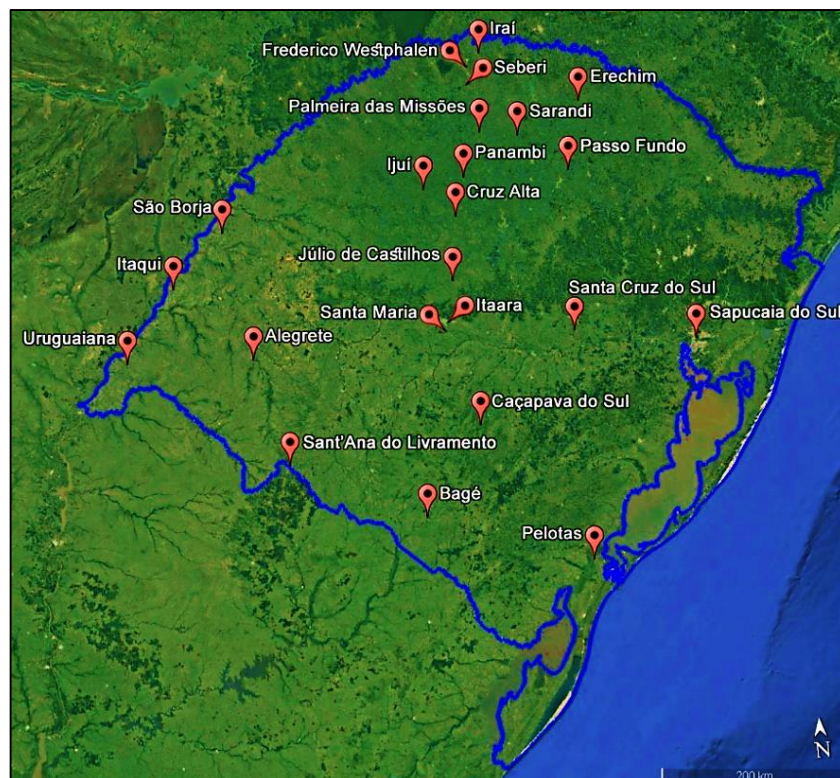 Iraí
Frederico Westphalen
Seberi
Erechim
Palmeira das Missões
Sarandi
Passo Fundo
Panambi
Ijuí
Cruz Alta
São Borja
Júlio de Castilhos
Itaqui
Santa Cruz do Sul
Itaara
Santa Maria
Sapucaia do Sul
Alegrete
Uruguaiana
Caçapava do Sul
Sant'Ana do Livramento
Bagé
Pelotas
N
200 km